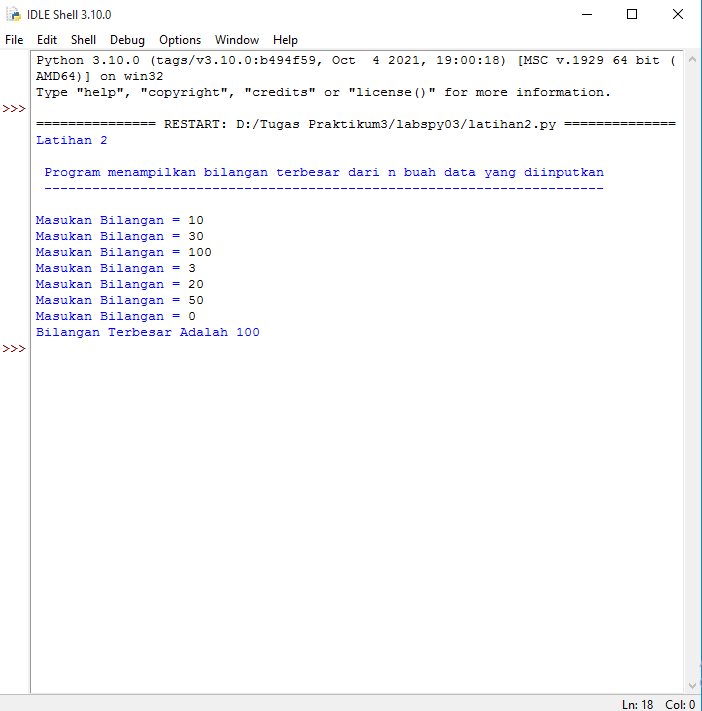 IDLE Shell 3.10.0
File Edit Shell Debug Options Window Help
Python 3.10.0 (tags/v3.10.0:b494f59, Oct  4 2021, 19:00:18) [MSC v.1929 64 bit (
AMD64)] on win32
Type "help", "copyright", "credits" or "license()" for more information.
>>>
=============== RESTART: D:/Tugas Praktikum3/labspy03/latihan2.py ==============
Latihan 2
Program menampilkan bilangan terbesar dari n buah data yang diinputkan
----------------------------------------------------------------------
Masukan Bilangan = 10
Masukan Bilangan = 30
Masukan Bilangan = 100
Masukan Bilangan = 3
Masukan Bilangan = 20
Masukan Bilangan = 50
Masukan Bilangan = 0
Bilangan Terbesar Adalah 100
>>>
Ln: 18 Col: 0